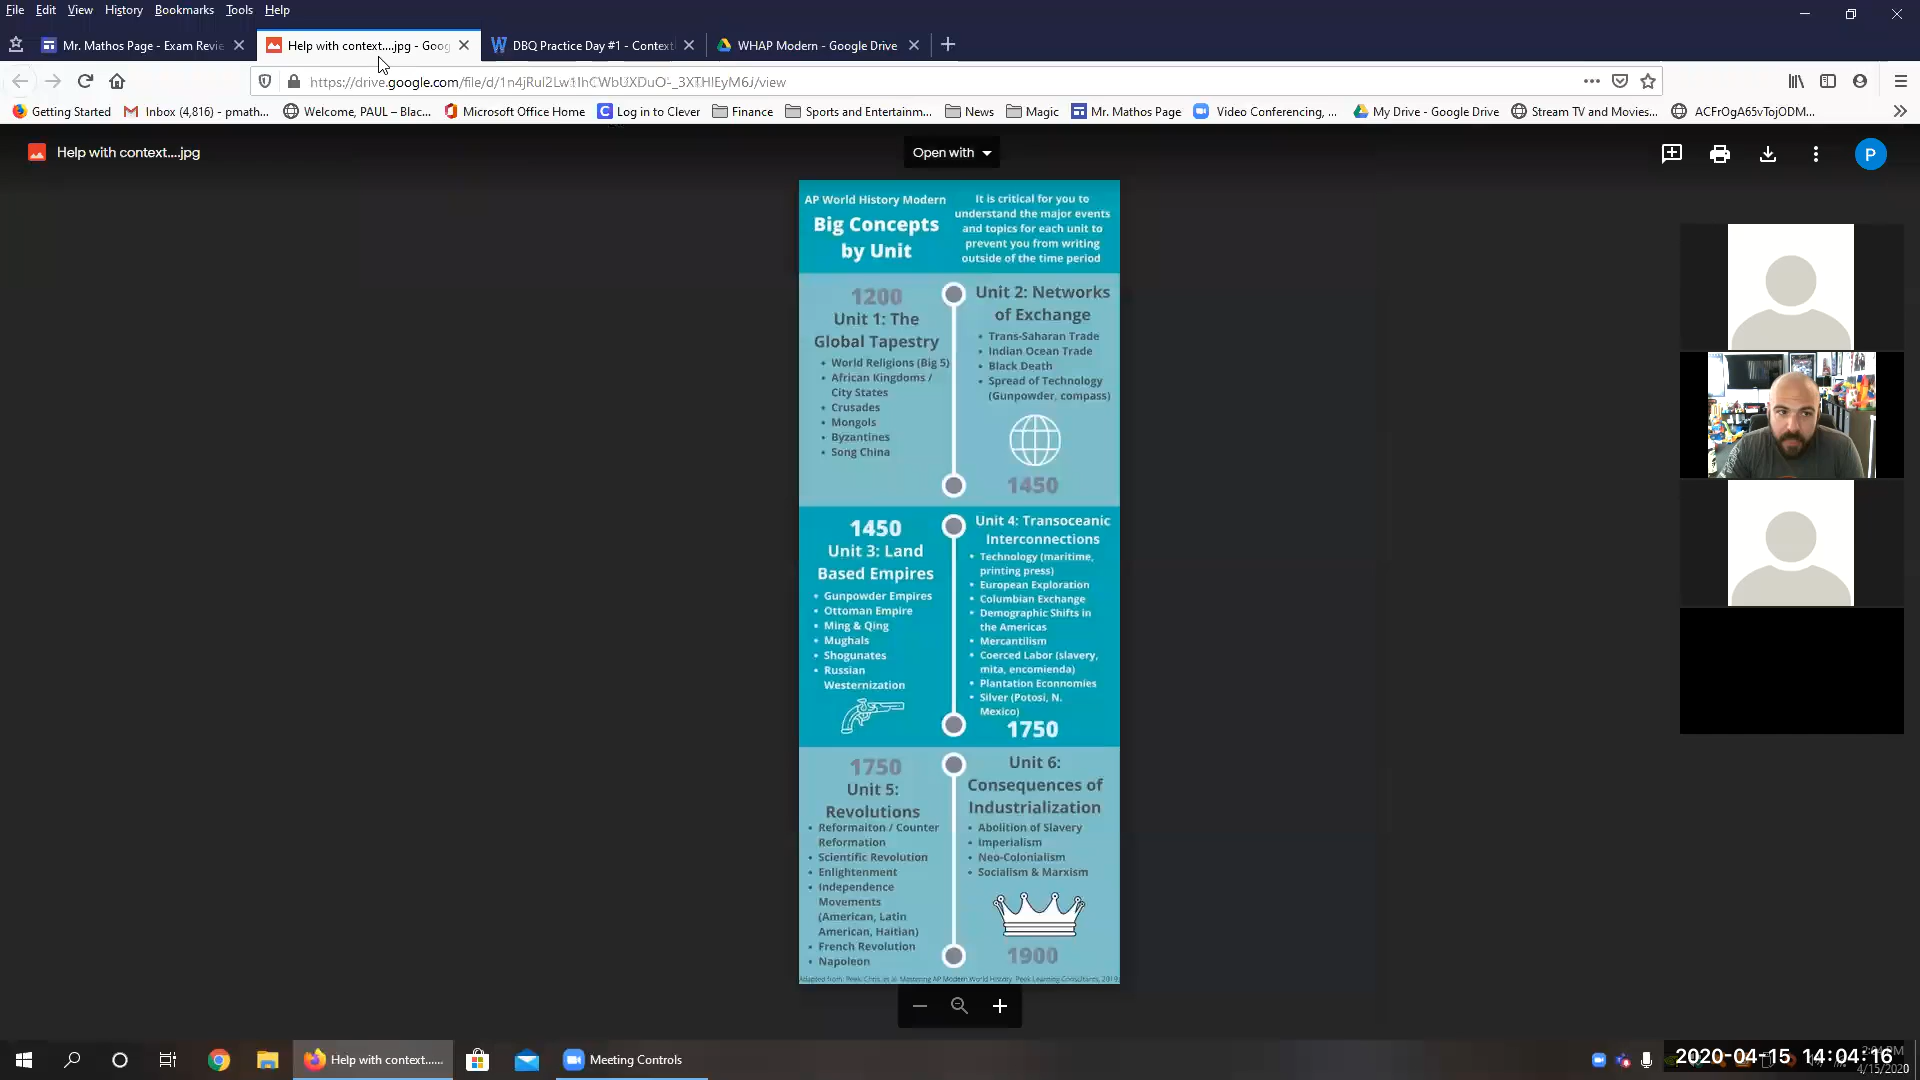 File Edit View History Bookmarks Tools Help
Mr. Mathos Page - Exam Revie
Help with context....jpg - Goog
DBQ Practice Day #1 - Context
WHAP Modern - Google Drive
Getting Started
Inbox (4,816) - pmath...
Welcome, PAUL – Blac...
Microsoft Office Home
Log in to Clever
Finance
Sports and Entertainm...
News
Magic
Mr. Mathos Page
Video Conferencing, ...
My Drive - Google Drive
Stream TV and Movies...
ACFrOgA65vTojODM...
Help with context....jpg
Open with
P
AP World History Modern
Big Concepts
by Unit
It is critical for you to
understand the major events
and topics for each unit to
prevent you from writing
outside of the time period
1200
Unit 1: The
Global Tapestry
• World Religions (Big 5)
• African Kingdoms /
City States
• Crusades
• Mongols
• Byzantines
• Song China
Unit 2: Networks
of Exchange
• Trans-Saharan Trade
• Indian Ocean Trade
• Black Death
• Spread of Technology
(Gunpowder, compass)
1450
1450
Unit 3: Land
Based Empires
• Gunpowder Empires
• Ottoman Empire
• Ming & Qing
• Mughals
• Shogunates
• Russian
Westernization
Unit 4: Transoceanic
Interconnections
• Technology (maritime,
printing press)
• European Exploration
• Columbian Exchange
• Demographic Shifts in
the Americas
• Mercantilism
• Coerced Labor (slavery,
mita, encomienda)
• Plantation Econnomies
• Silver (Potosi, N.
Mexico)
1750
1750
Unit 5:
Revolutions
• Reformaiton / Counter
Reformation
• Scientific Revolution
• Enlightenment
• Independence
Movements
(American, Latin
American, Haitian)
• French Revolution
• Napoleon
Unit 6:
Consequences of
Industrialization
• Abolition of Slavery
• Imperialism
• Neo-Colonialism
• Socialism & Marxism
1900
Help with context......
Meeting Controls
2020-04-15 14:04:16
4/15/2020